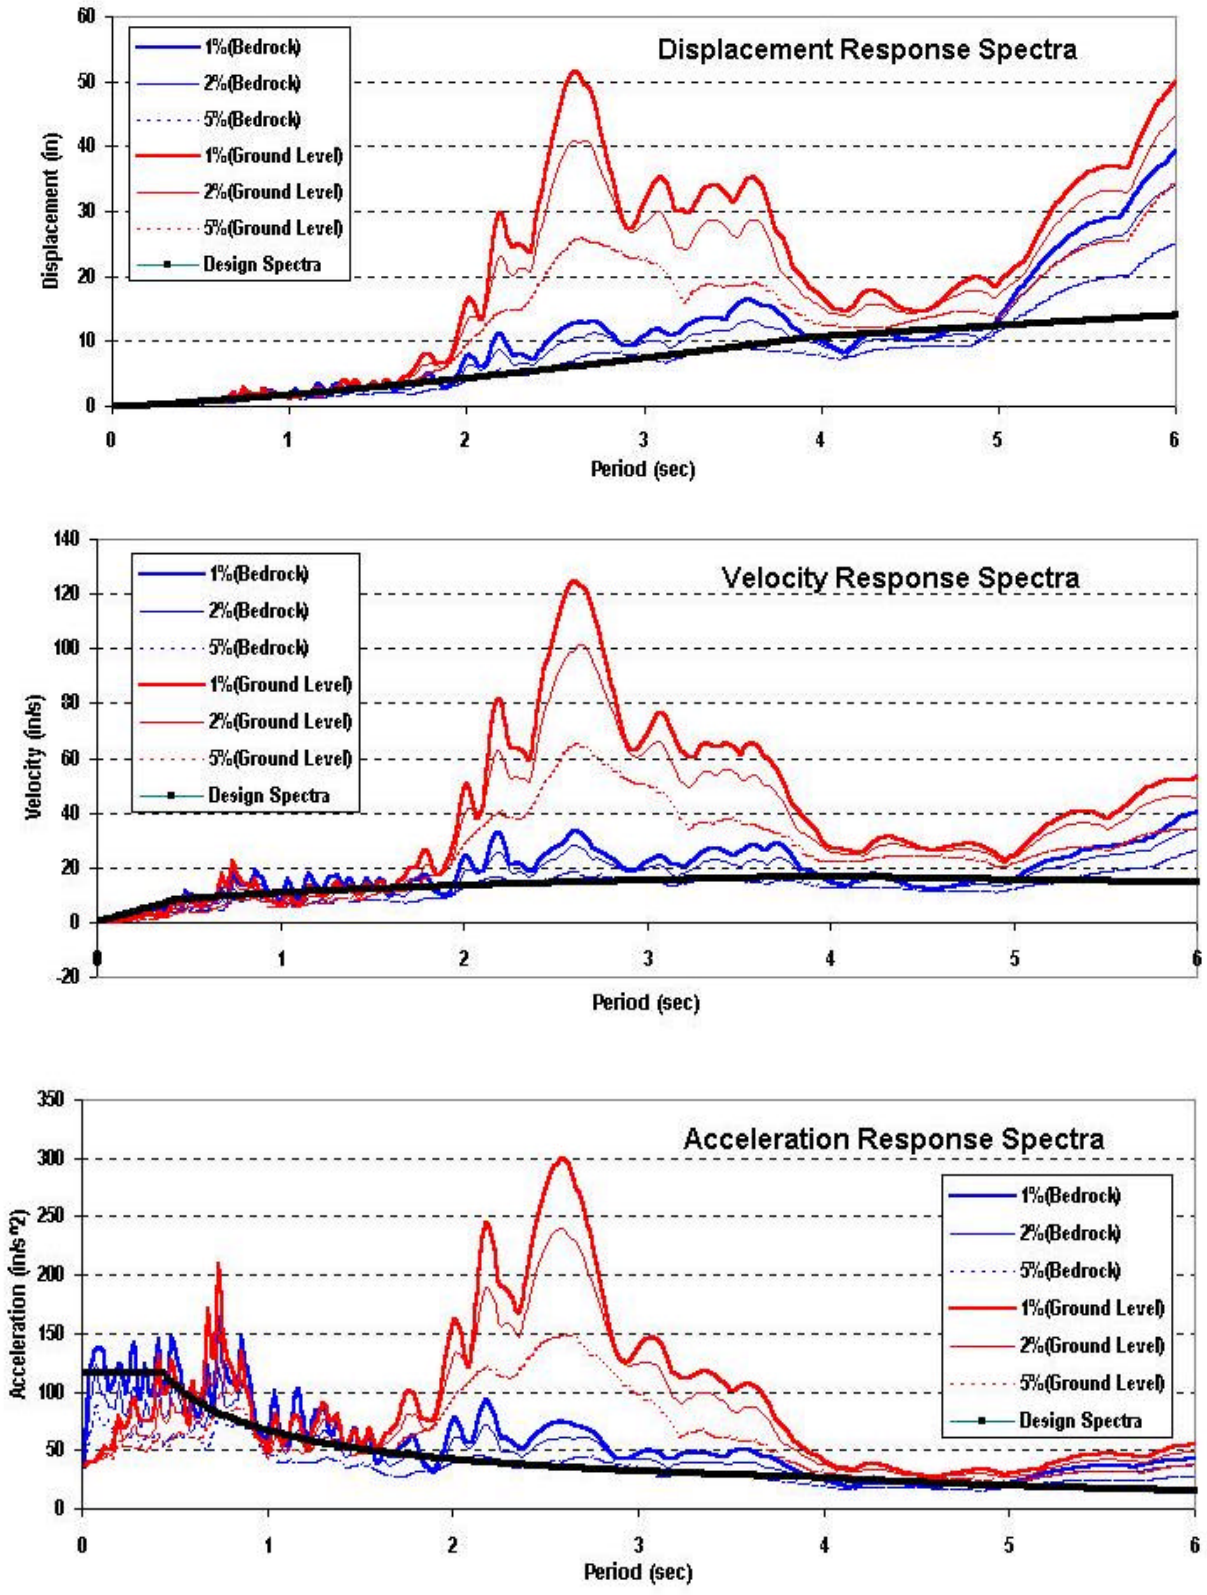 Displacement Response Spectra
60
50
40
30
20
10
0
Displacement (in)
1%(Bedrock)
2%(Bedrock)
5%(Bedrock)
1%(Ground Level)
2%(Ground Level)
5%(Ground Level)
Design Spectra
0 1 2 3 4 5 6
Period (sec)
Velocity Response Spectra
140
120
100
80
60
40
20
0
-20
Velocity (in/s)
1%(Bedrock)
2%(Bedrock)
5%(Bedrock)
1%(Ground Level)
2%(Ground Level)
5%(Ground Level)
Design Spectra
0 1 2 3 4 5 6
Period (sec)
Acceleration Response Spectra
350
300
250
200
150
100
50
0
Acceleration (in/s^2)
1%(Bedrock)
2%(Bedrock)
5%(Bedrock)
1%(Ground Level)
2%(Ground Level)
5%(Ground Level)
Design Spectra
0 1 2 3 4 5 6
Period (sec)